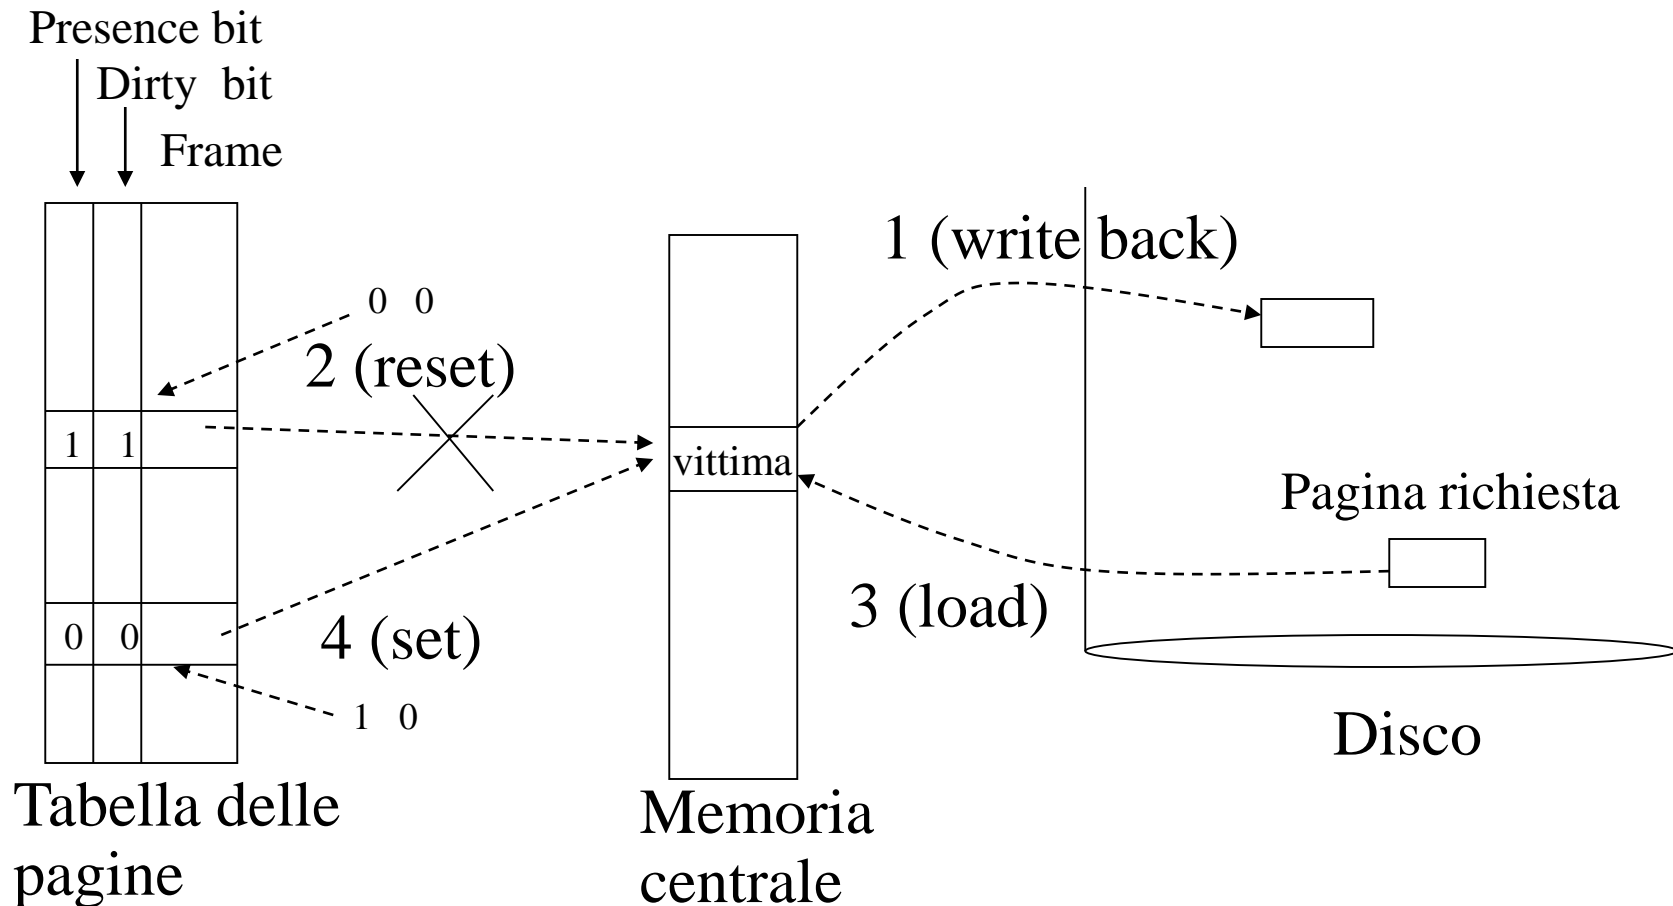 Presence bit
Dirty bit
Frame
1 (write back)
0 0
2 (reset)
1 1
vittima
Pagina richiesta
3 (load)
0 0
4 (set)
1 0
Disco
Tabella delle
pagine
Memoria
centrale